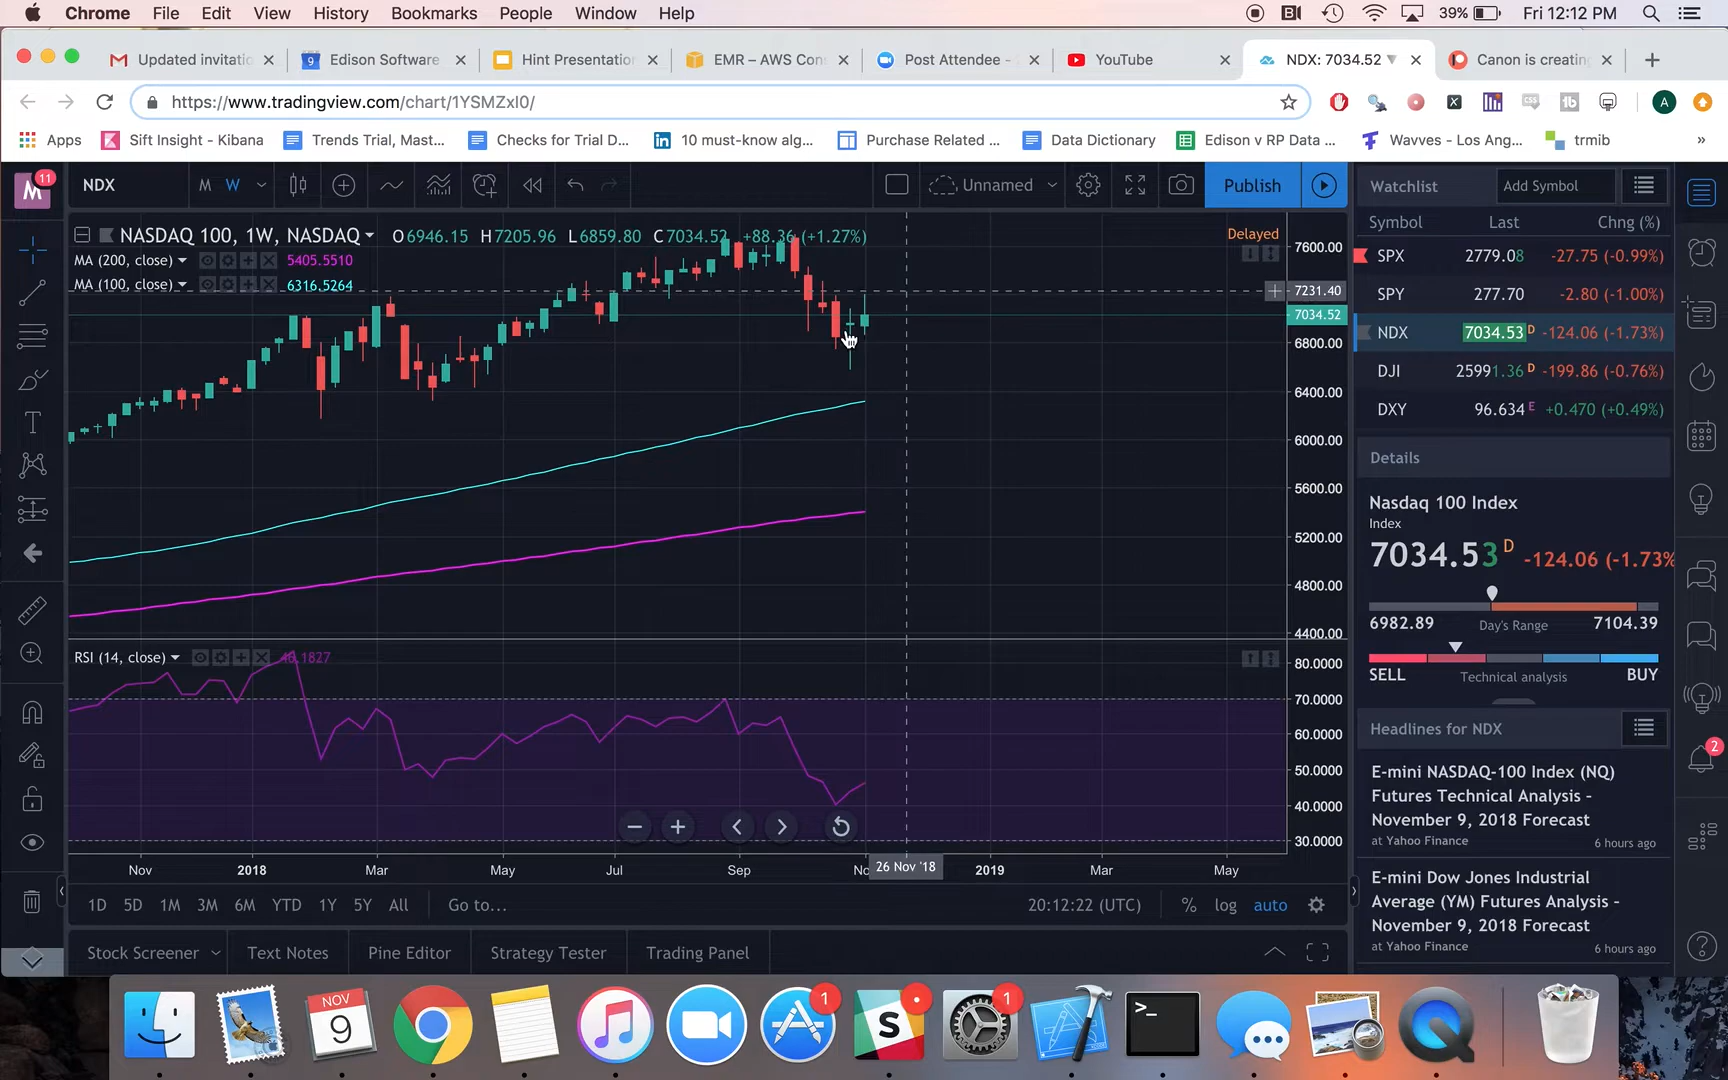 Chrome File Edit View History Bookmarks People Window Help 39% Fri 12:12 PM
Updated invitatio Edison Software Hint Presentation EMR – AWS Con Post Attendee - YouTube NDX: 7034.52 ▼ Canon is creating
https://www.tradingview.com/chart/1YSMZxI0/
Apps Sift Insight - Kibana Trends Trial, Mast... Checks for Trial D... 10 must-know alg... Purchase Related ... Data Dictionary Edison v RP Data ... Wavves - Los Ang... trmib »
M 11 NDX M W Unnamed Publish Watchlist Add Symbol
Symbol Last Chng (%)
NASDAQ 100, 1W, NASDAQ O6946.15 H7205.96 L6859.80 C7034.52 +88.36 (+1.27%) Delayed
MA (200, close) 5405.5510
MA (100, close) 6316.5264
SPX 2779.08 -27.75 (-0.99%)
SPY 277.70 -2.80 (-1.00%)
NDX 7034.53 D -124.06 (-1.73%)
DJI 25991.36 D -199.86 (-0.76%)
DXY 96.634 E +0.470 (+0.49%)
7600.00
7231.40
7034.52
6800.00
6400.00
6000.00
5600.00
5200.00
4800.00
4400.00
Details
Nasdaq 100 Index
Index
7034.53 D -124.06 (-1.73%
6982.89 Day's Range 7104.39
SELL Technical analysis BUY
RSI (14, close) 46.1827
80.0000
70.0000
60.0000
50.0000
40.0000
30.0000
Nov 2018 Mar May Jul Sep No 26 Nov '18 2019 Mar May
Headlines for NDX
E-mini NASDAQ-100 Index (NQ)
Futures Technical Analysis -
November 9, 2018 Forecast
at Yahoo Finance 6 hours ago
E-mini Dow Jones Industrial
Average (YM) Futures Analysis -
November 9, 2018 Forecast
at Yahoo Finance 6 hours ago
2
1D 5D 1M 3M 6M YTD 1Y 5Y All Go to... 20:12:22 (UTC) % log auto
Stock Screener Text Notes Pine Editor Strategy Tester Trading Panel
NOV
9
1
S
1
>_